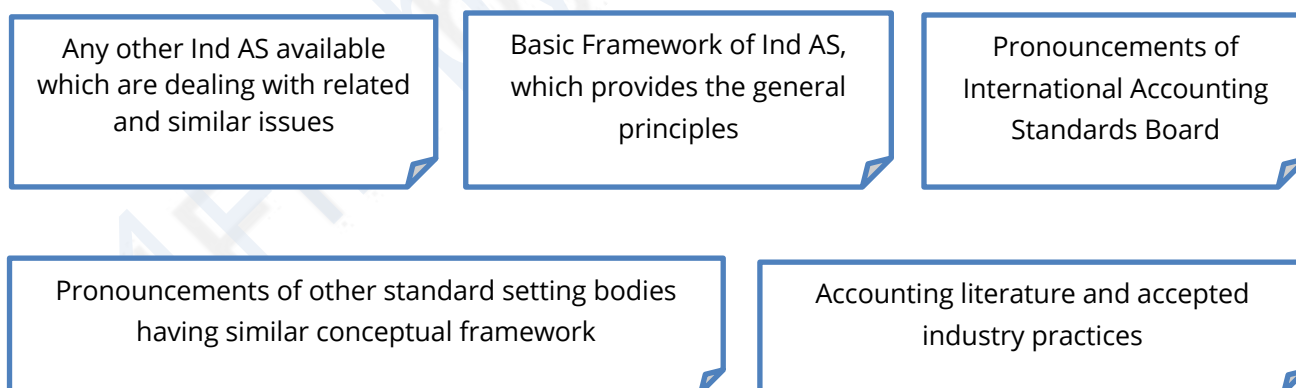 Any other Ind AS available
which are dealing with related
and similar issues
Basic Framework of Ind AS,
which provides the general
principles
Pronouncements of
International Accounting
Standards Board
Pronouncements of other standard setting bodies
having similar conceptual framework
Accounting literature and accepted
industry practices